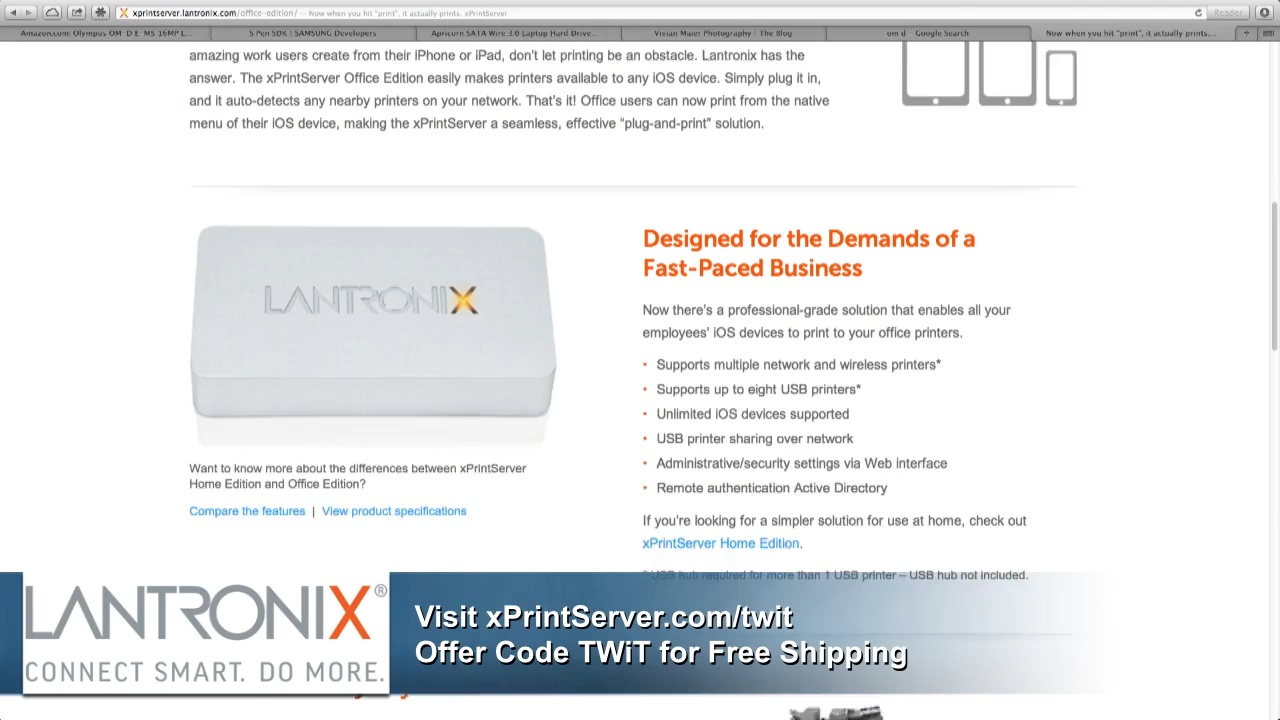 xprintserver.lantronix.com/office-edition/ — Now when you hit "print", it actually prints. xPrintServer
Reader
Amazon.com: Olympus OM-D E-M5 16MP L...
S Pen SDK | SAMSUNG Developers
Apricorn SATA Wire 3.0 Laptop Hard Drive...
Vivian Maier Photography | The Blog
om d - Google Search
Now when you hit "print", it actually prints....
amazing work users create from their iPhone or iPad, don't let printing be an obstacle. Lantronix has the
answer. The xPrintServer Office Edition easily makes printers available to any iOS device. Simply plug it in,
and it auto-detects any nearby printers on your network. That's it! Office users can now print from the native
menu of their iOS device, making the xPrintServer a seamless, effective "plug-and-print" solution.
LANTRONIX
Want to know more about the differences between xPrintServer
Home Edition and Office Edition?
Compare the features | View product specifications
Designed for the Demands of a
Fast-Paced Business
Now there's a professional-grade solution that enables all your
employees' iOS devices to print to your office printers.
• Supports multiple network and wireless printers*
• Supports up to eight USB printers*
• Unlimited iOS devices supported
• USB printer sharing over network
• Administrative/security settings via Web interface
• Remote authentication Active Directory
If you're looking for a simpler solution for use at home, check out
xPrintServer Home Edition.
* USB hub required for more than 1 USB printer – USB hub not included.
LANTRONIX®
CONNECT SMART. DO MORE.
Visit xPrintServer.com/twit
Offer Code TWiT for Free Shipping